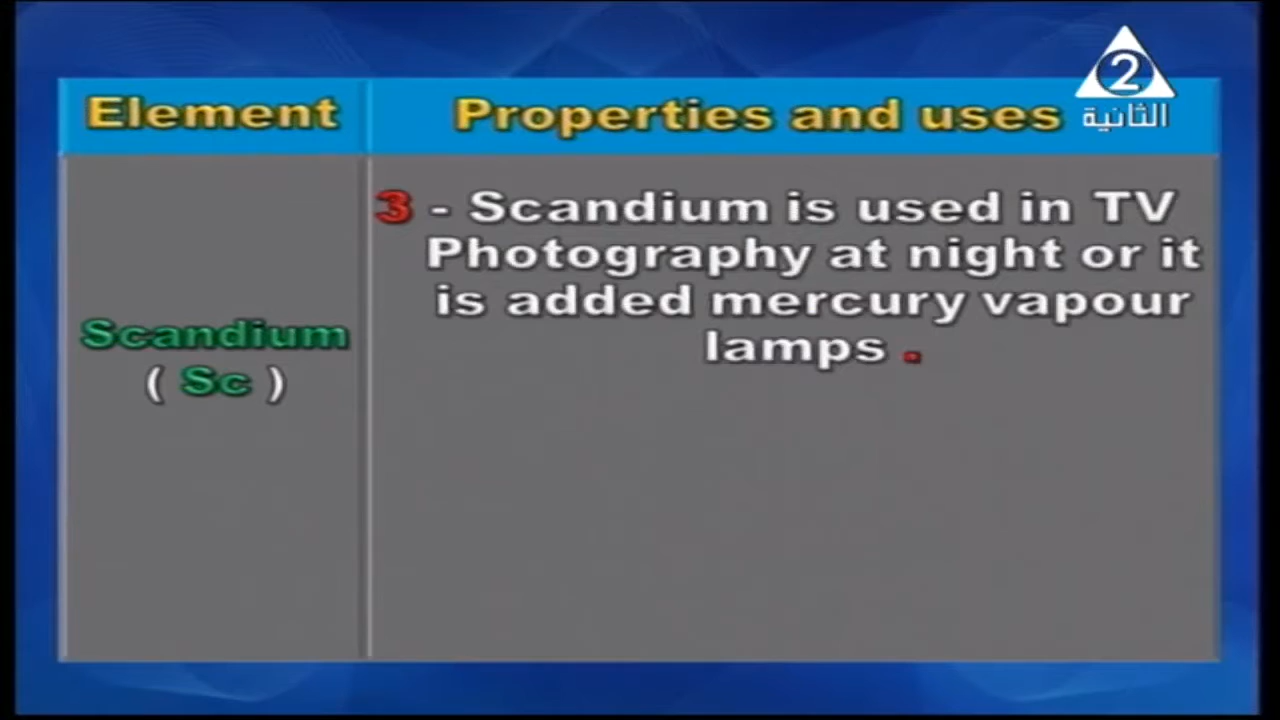 Element
Properties and uses
2
الثانية
3 - Scandium is used in TV
Photography at night or it
is added mercury vapour
lamps .
Scandium
( Sc )